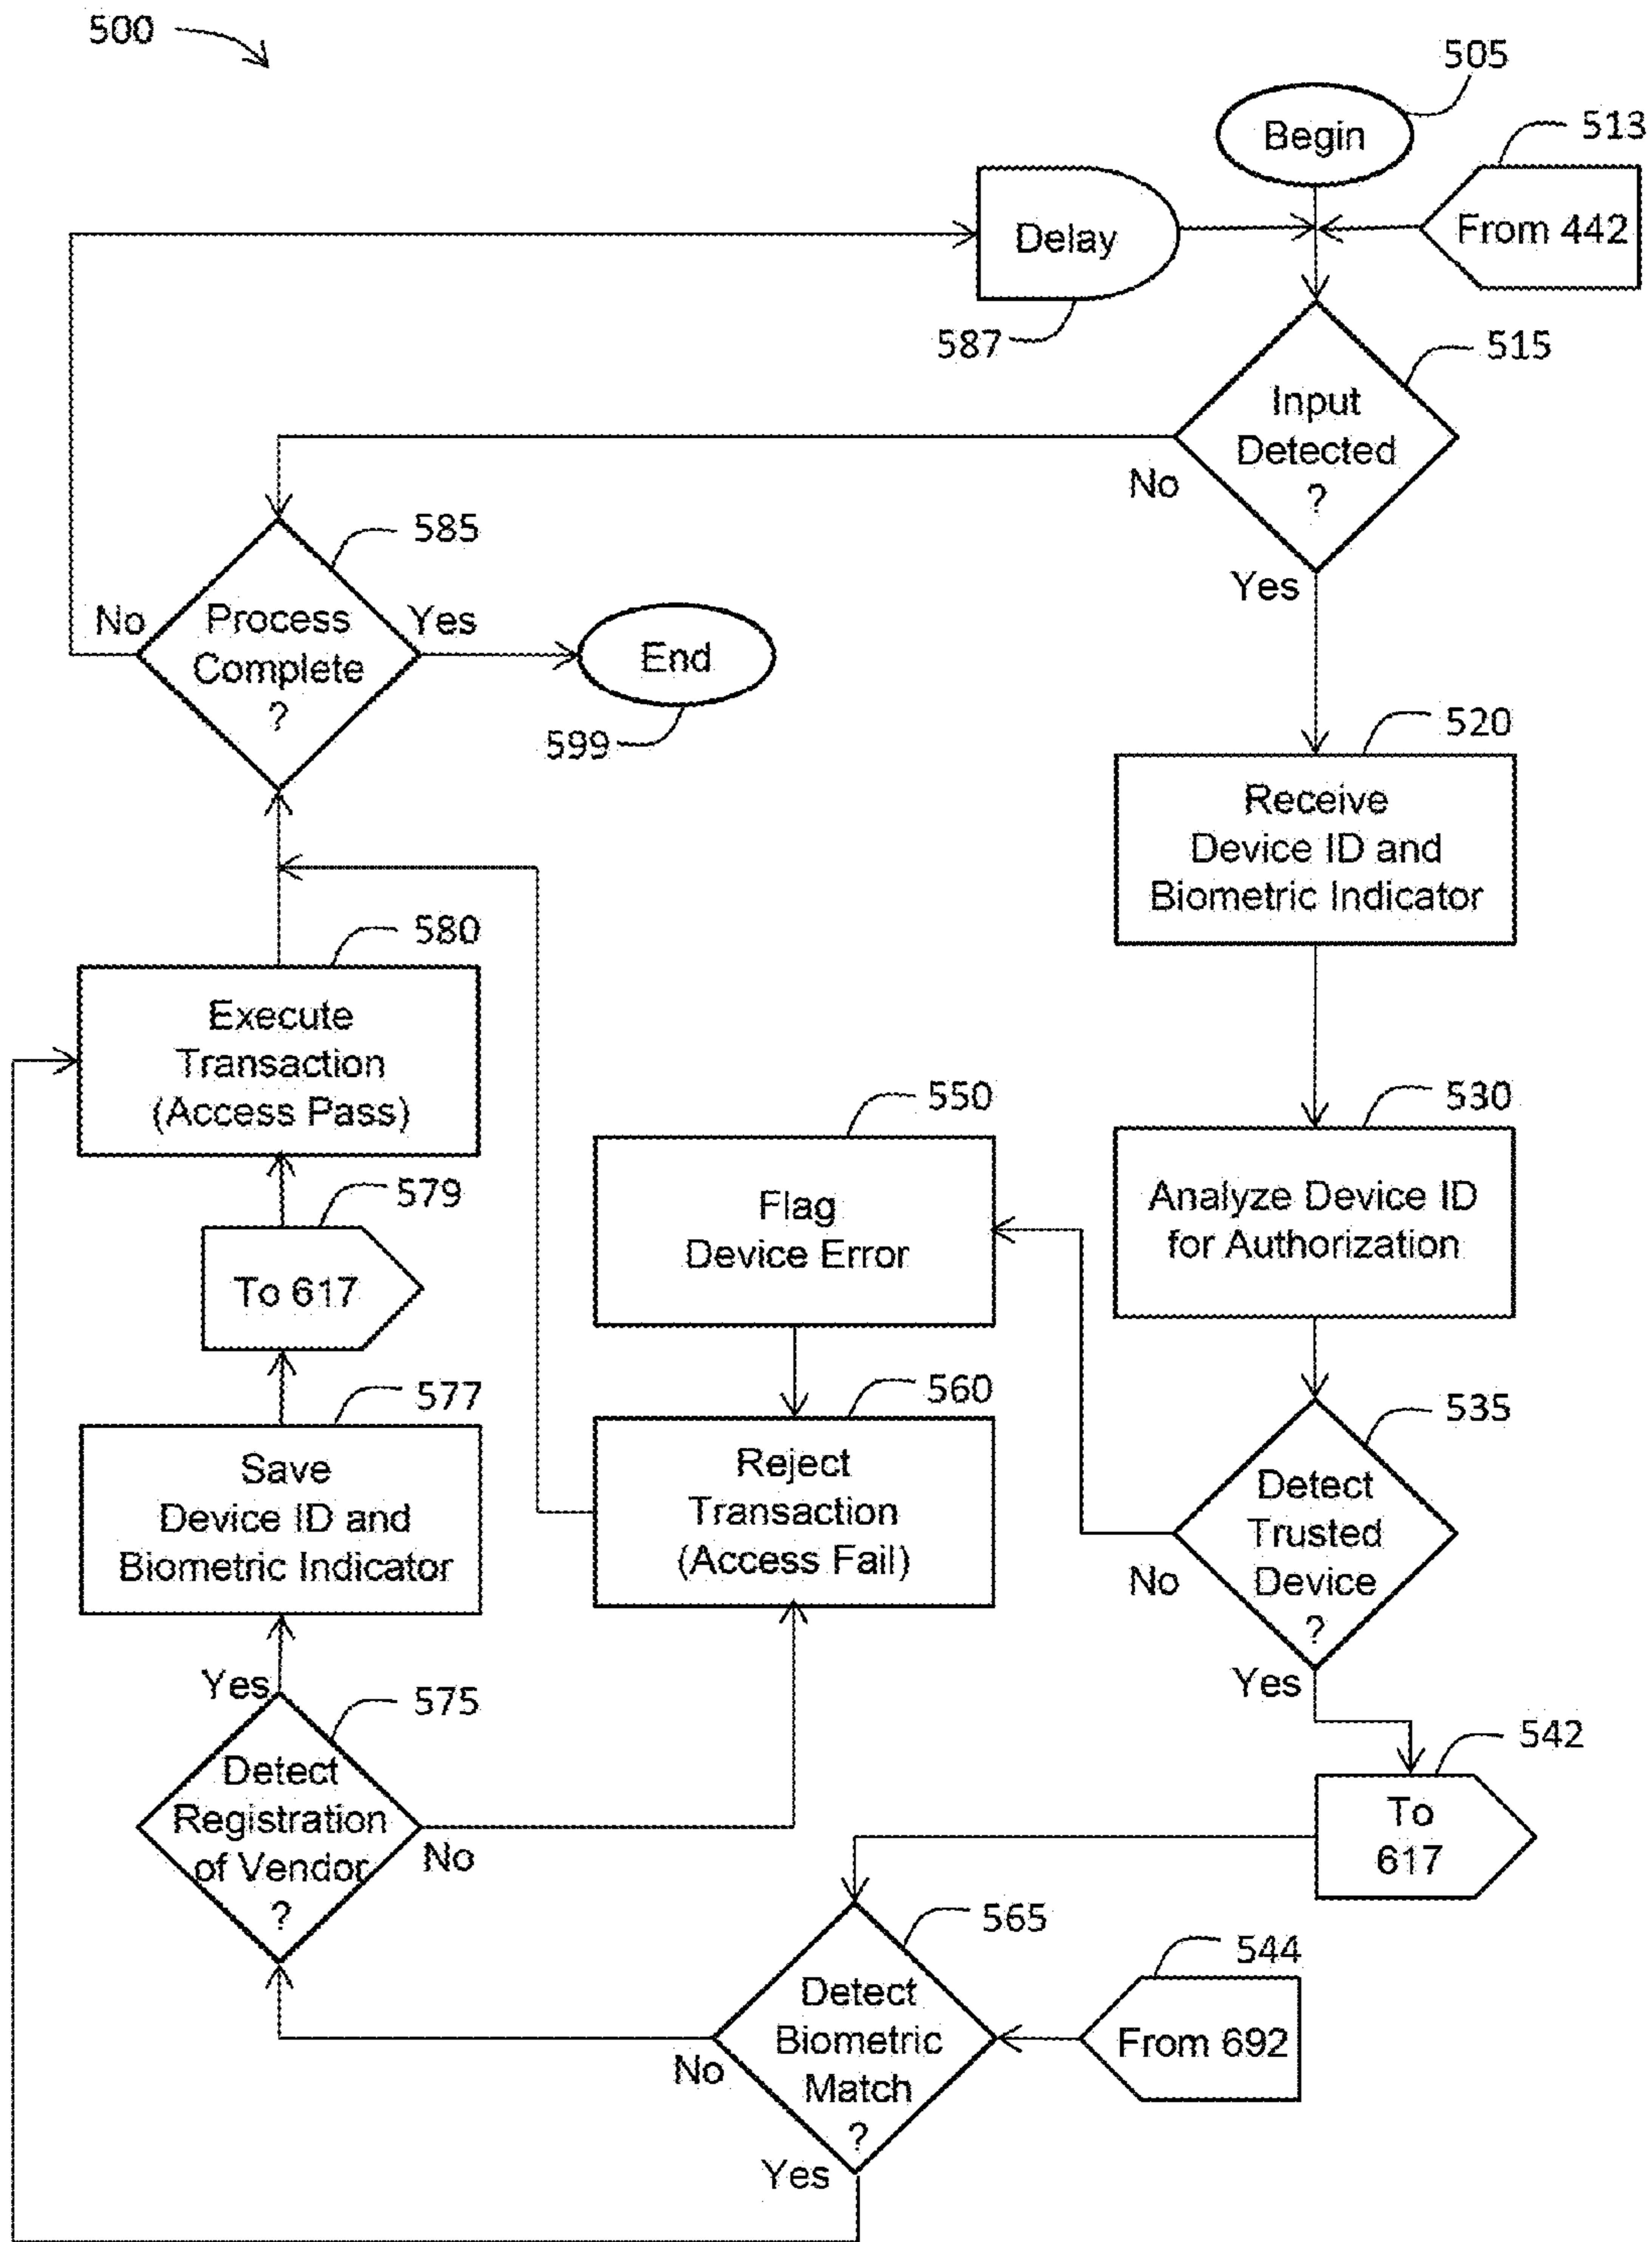 500
505
Begin
513
From 442
Delay
587
515
Input
Detected
?
No
Yes
585
Process
Complete
?
No
Yes
End
599
520
Receive
Device ID and
Biometric Indicator
580
Execute
Transaction
(Access Pass)
550
Flag
Device Error
530
Analyze Device ID
for Authorization
579
To 617
577
Save
Device ID and
Biometric Indicator
560
Reject
Transaction
(Access Fail)
535
Detect
Trusted
Device
?
No
Yes
Yes
575
Detect
Registration
of Vendor
?
No
542
To
617
565
Detect
Biometric
Match
?
No
Yes
544
From 692